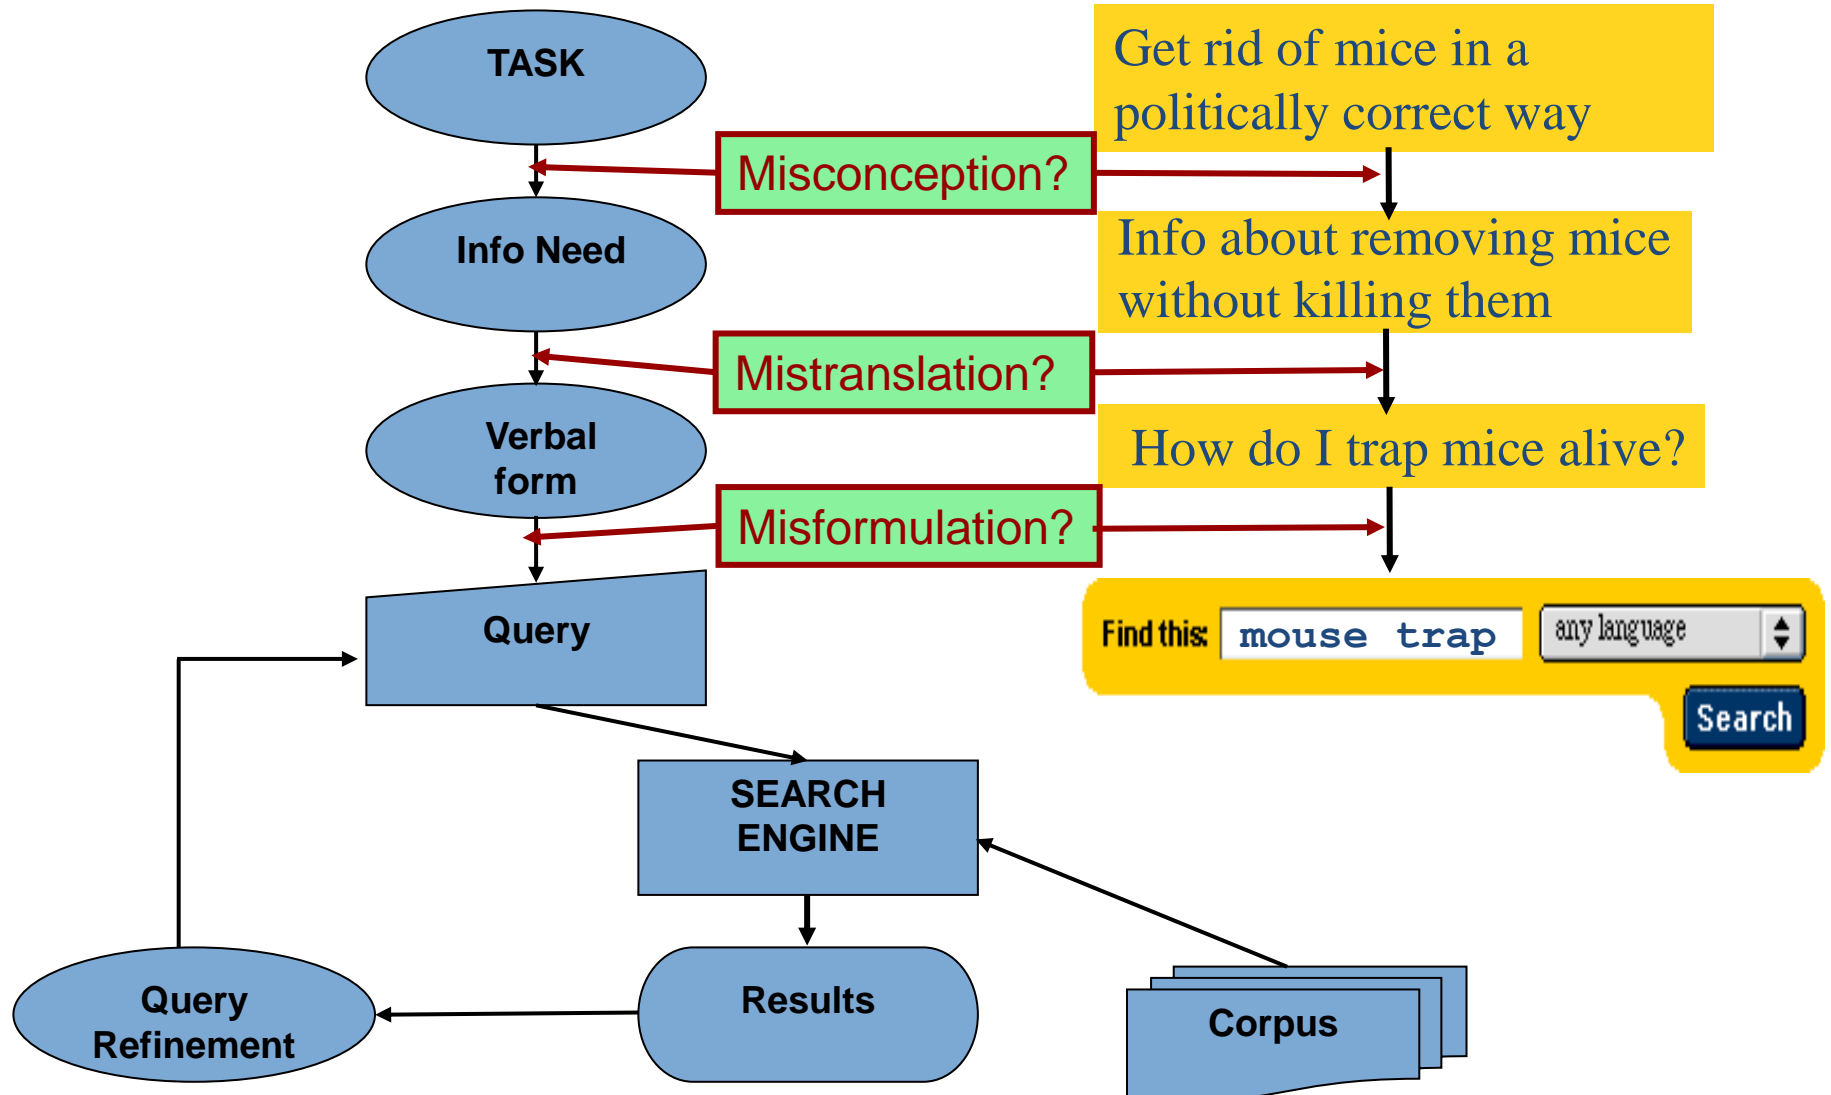 TASK
Get rid of mice in a
politically correct way
Misconception?
Info Need
Info about removing mice
without killing them
Mistranslation?
Verbal
form
How do I trap mice alive?
Misformulation?
Query
Find this: mouse trap any language
Search
SEARCH
ENGINE
Query
Refinement
Results
Corpus